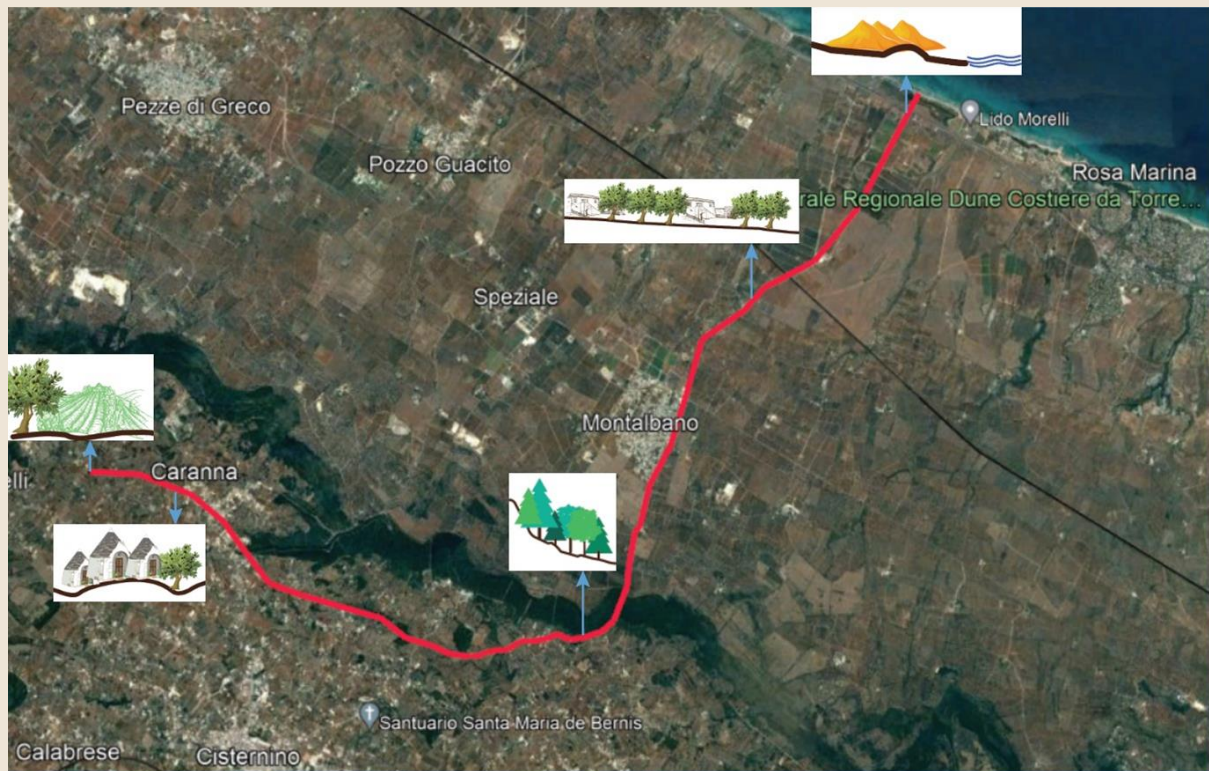 Pezze di Greco
Pozzo Guacito
Lido Morelli
Rosa Marina
rale Regionale Dune Costiere da Torre...
Speziale
Montalbano
Caranna
elli
Santuario Santa Maria de Bernis
Calabrese
Cisternino